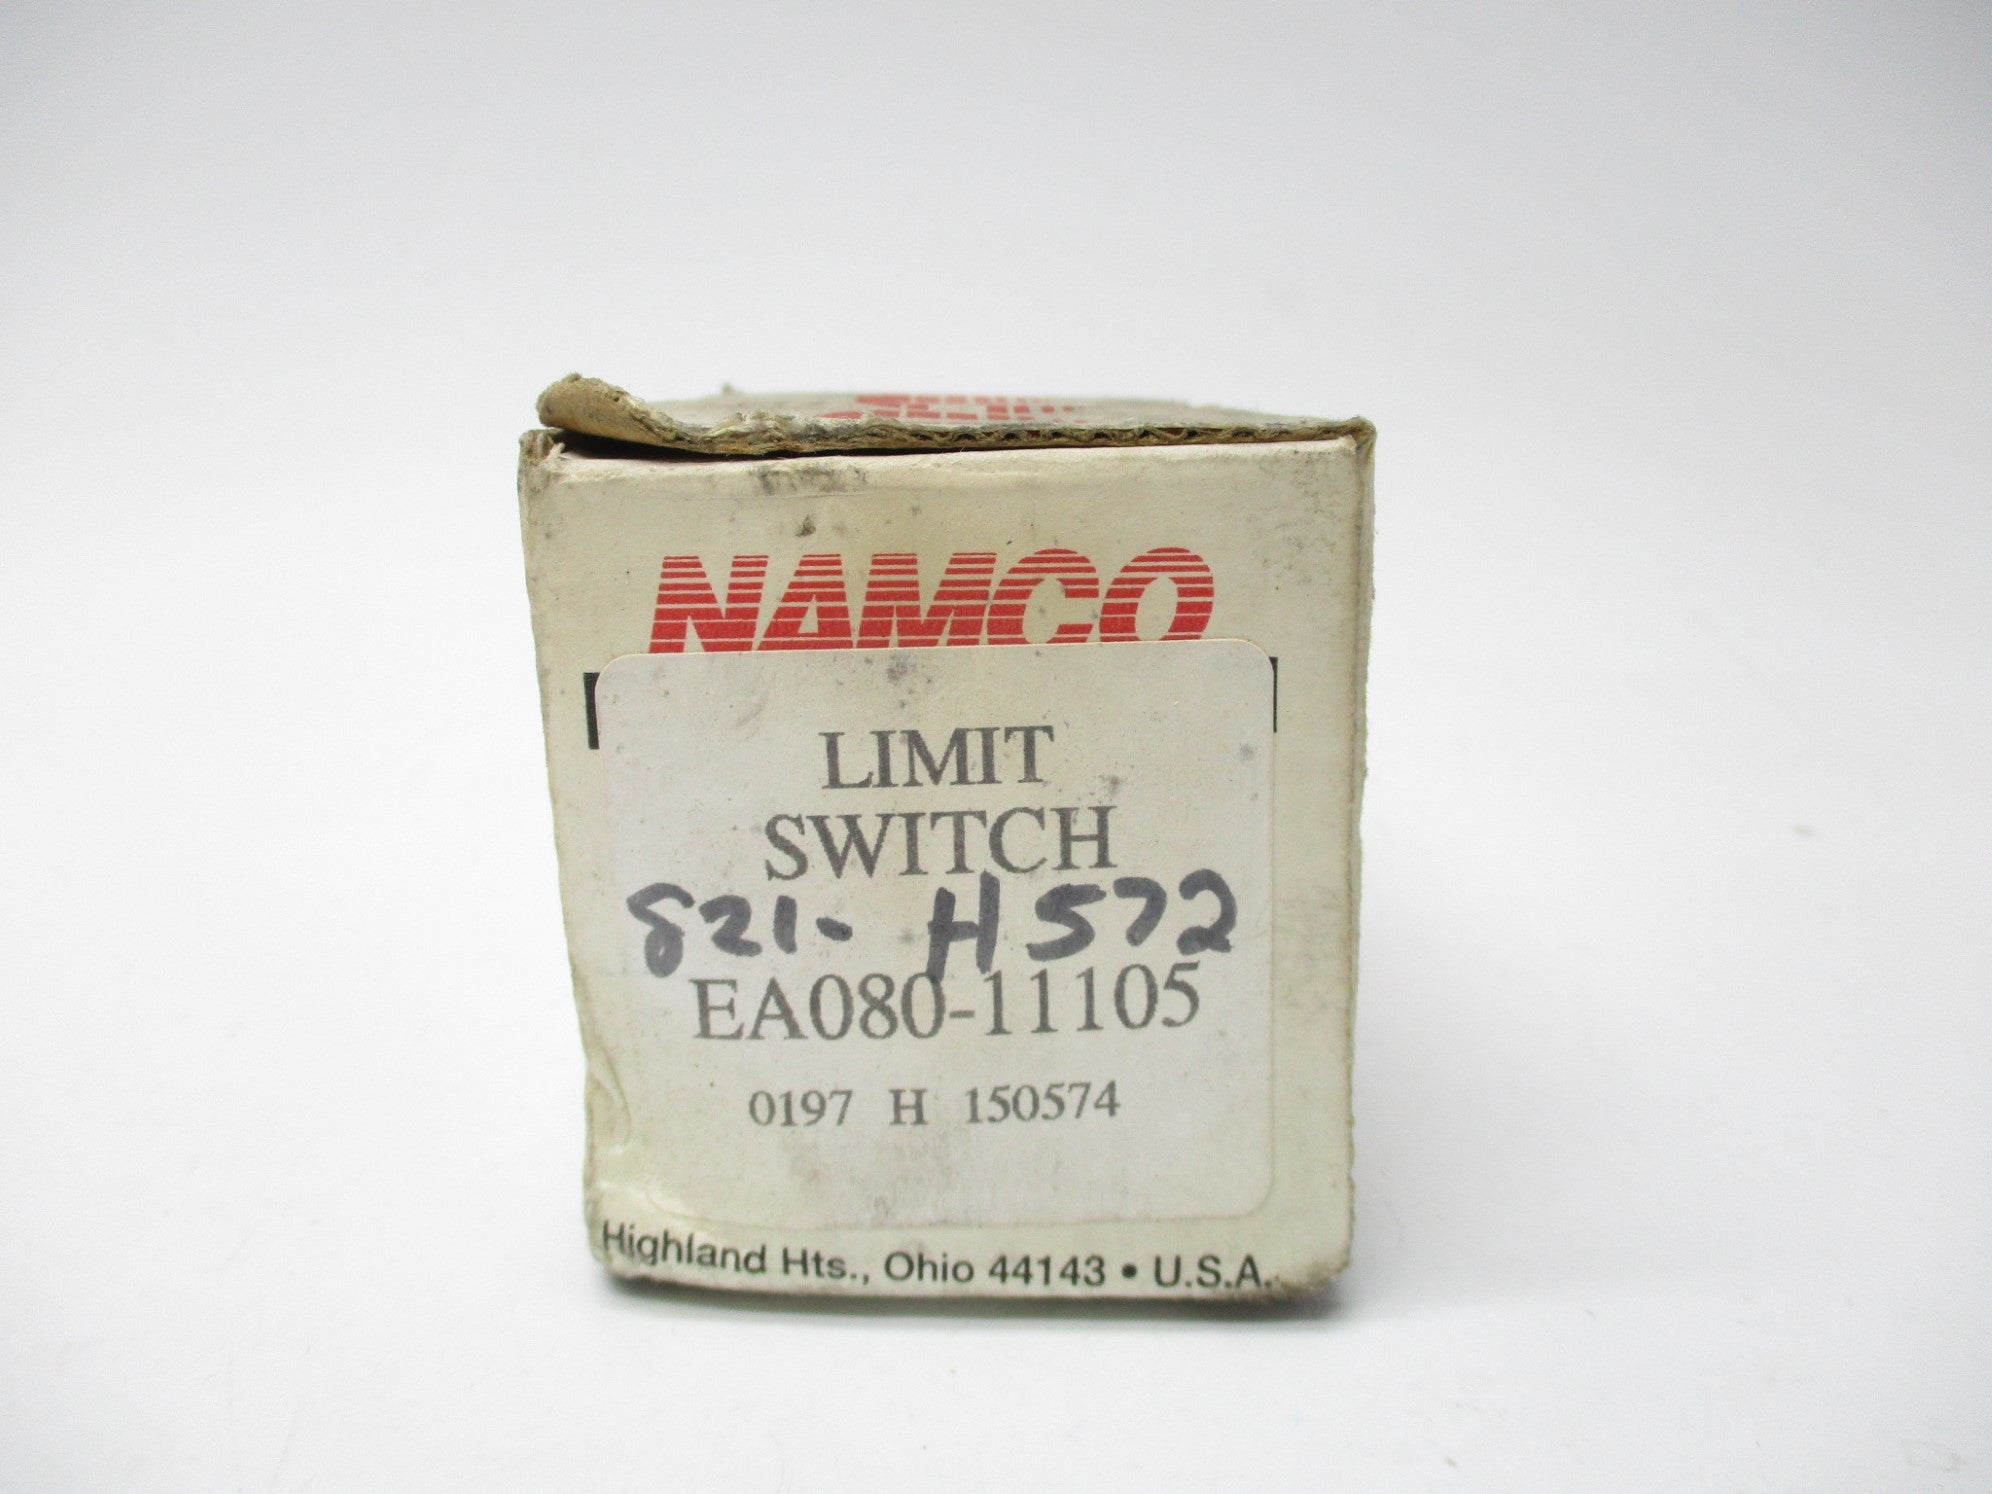 NAMCO
LIMIT
SWITCH
821- H572
EA080-11105
0197 H 150574
Highland Hts., Ohio 44143 • U.S.A.